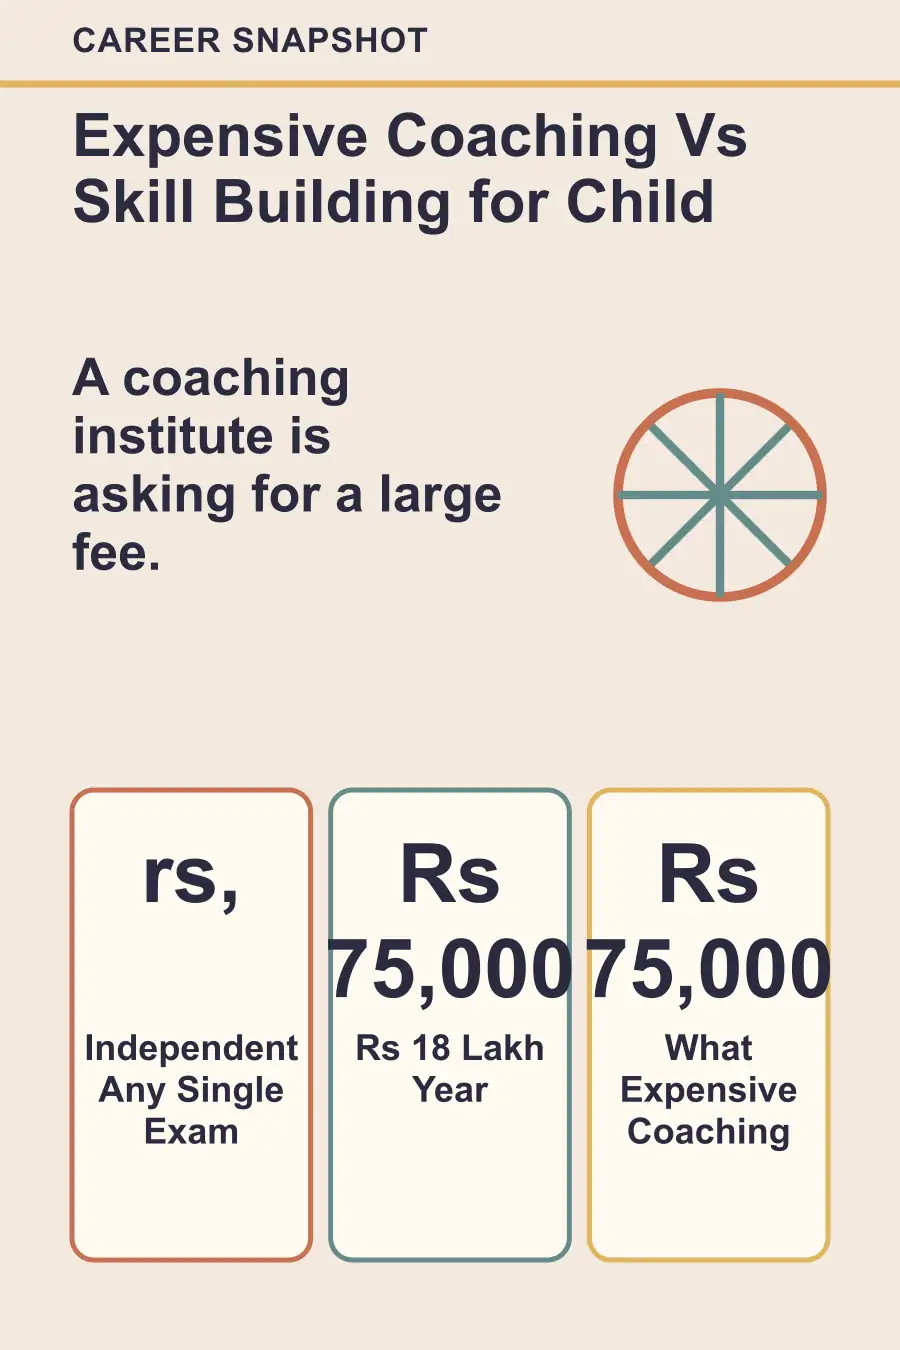 CAREER SNAPSHOT
Expensive Coaching Vs
Skill Building for Child
A coaching
institute is
asking for a large
fee.
rs,
Independent
Any Single
Exam
Rs
75,000
Rs 18 Lakh
Year
Rs
75,000
What
Expensive
Coaching